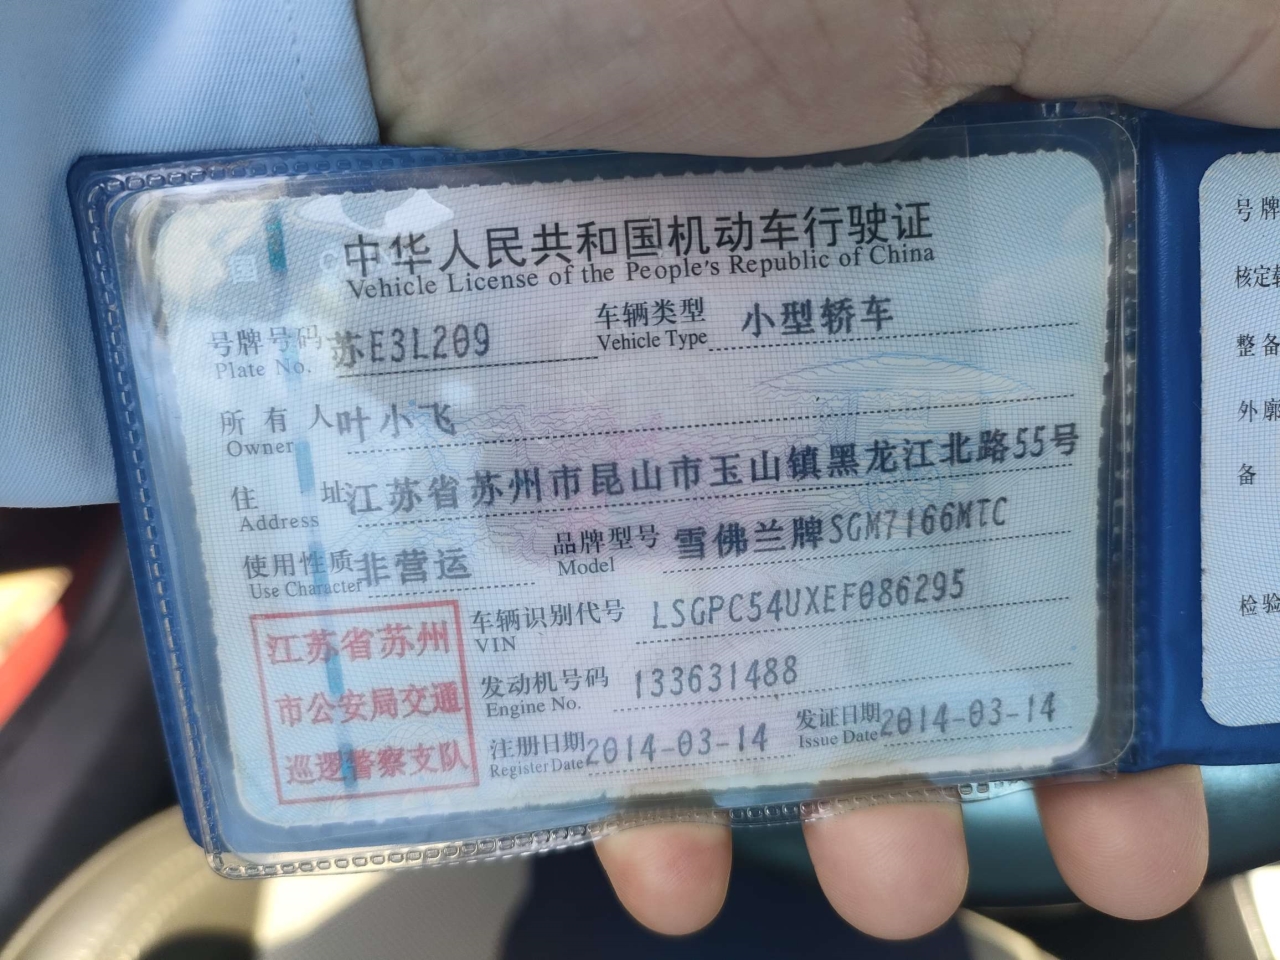 中华人民共和国机动车行驶证
Vehicle License of the People's Republic of China
号牌号码 苏E3L209 车辆类型 小型轿车
Plate No. Vehicle Type
所有人 叶小飞
Owner
住址 江苏省苏州市昆山市玉山镇黑龙江北路55号
Address
使用性质 非营运 品牌型号 雪佛兰牌SGM7166MTC
Use Character Model
江苏省苏州
市公安局交通
巡逻警察支队
车辆识别代号 LSGPC54UXEF086295
VIN
发动机号码 133631488
Engine No.
注册日期 2014-03-14 发证日期 2014-03-14
Register Date Issue Date
号牌
核定载
整备
外廓
备
检验